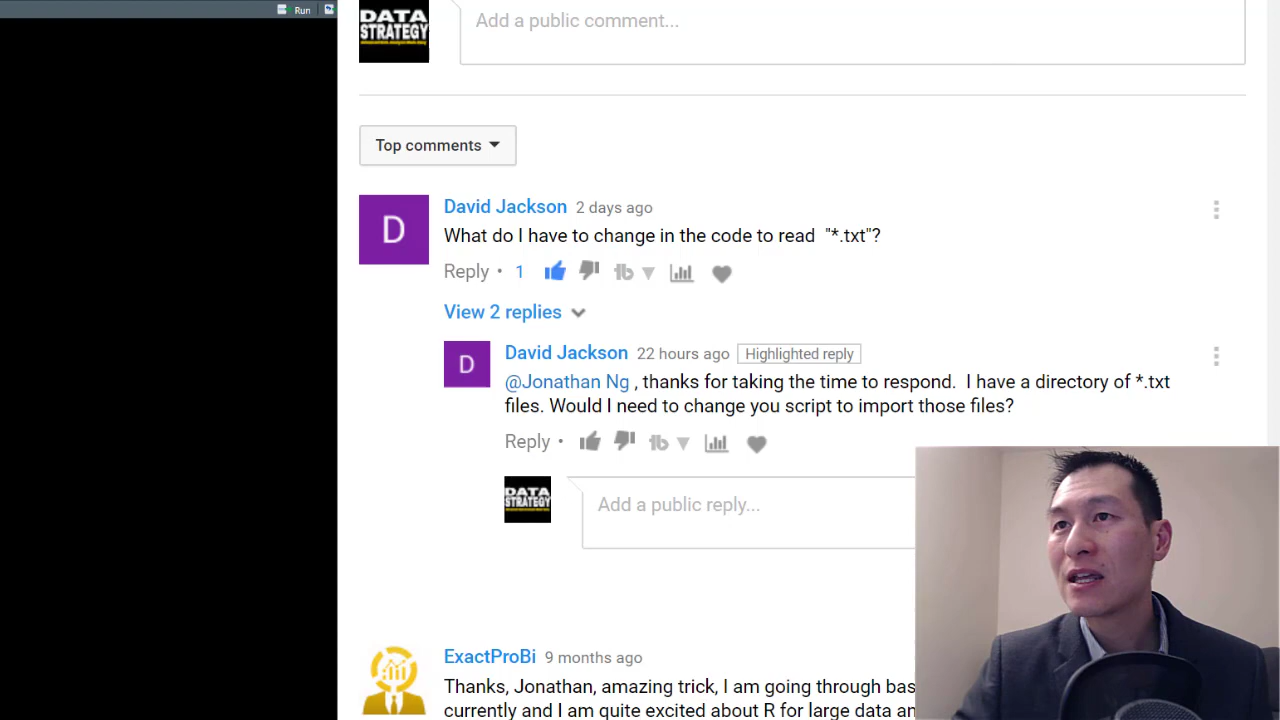 Run
DATA
STRATEGY
Add a public comment...
Top comments
D
David Jackson 2 days ago
What do I have to change in the code to read "*.txt"?
Reply • 1
View 2 replies
D
David Jackson 22 hours ago Highlighted reply
@Jonathan Ng , thanks for taking the time to respond. I have a directory of *.txt
files. Would I need to change you script to import those files?
Reply •
DATA
STRATEGY
Add a public reply...
ExactProBi 9 months ago
Thanks, Jonathan, amazing trick, I am going through bas
currently and I am quite excited about R for large data an